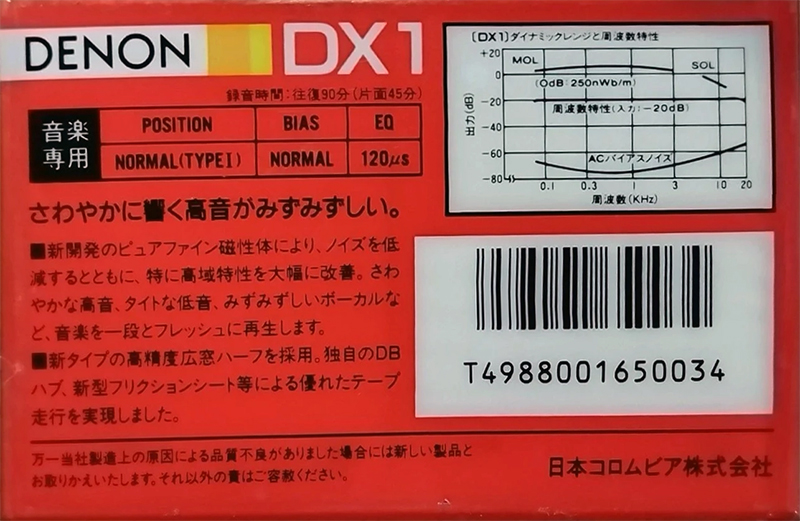 DENON DX1
録音時間:往復90分(片面45分)
音楽専用
POSITION BIAS EQ
NORMAL(TYPE I) NORMAL 120μs
〔DX1〕ダイナミックレンジと周波数特性
+20
0
-20
-40
-60
-80
出力(dB)
MOL
SOL
(0dB:250nWb/m)
周波数特性(入力:-20dB)
ACバイアスノイズ
0.1 0.3 1 3 10 20
周波数(KHz)
さわやかに響く高音がみずみずしい。
■新開発のピュアファイン磁性体により、ノイズを低
減するとともに、特に高域特性を大幅に改善。さわ
やかな高音、タイトな低音、みずみずしいボーカルな
ど、音楽を一段とフレッシュに再生します。
■新タイプの高精度広窓ハーフを採用。独自のDB
ハブ、新型フリクションシート等による優れたテープ
走行を実現しました。
T4988001650034
万一当社製造上の原因による品質不良がありました場合には新しい製品と
お取りかえいたします。それ以外の責はご容赦ください。
日本コロムビア株式会社